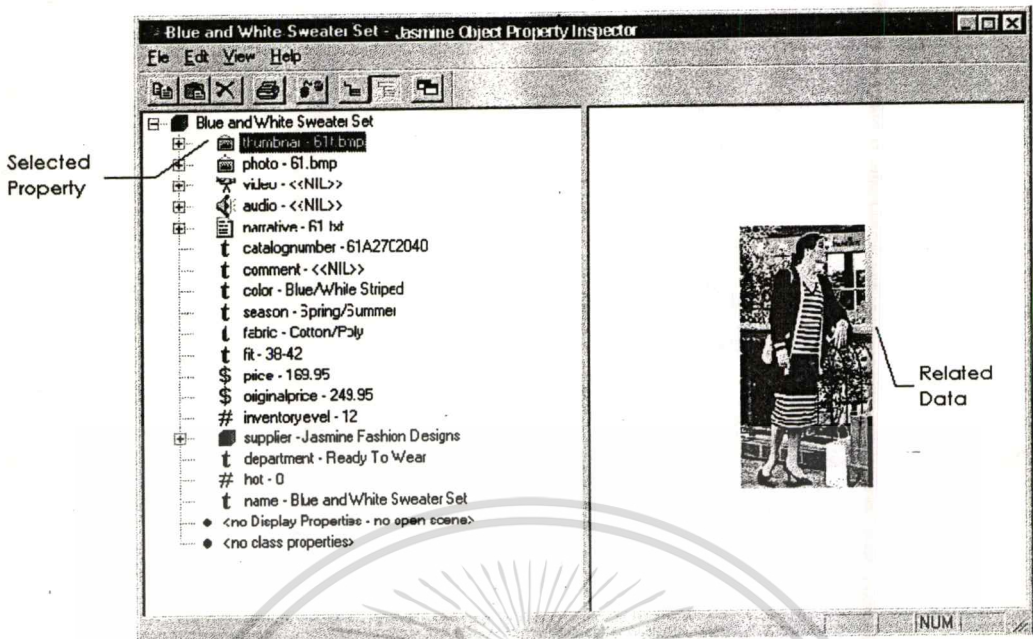 Blue and White Sweater Set - Jasmine Object Property Inspector
File Edit View Help
Blue and White Sweater Set
thumbnail - 61t.bmp
photo - 61.bmp
video - <<NIL>>
audio - <<NIL>>
narrative - 61.txt
t catalognumber - 61A27C2040
t comment - <<NIL>>
t color - Blue/White Striped
t season - Spring/Summer
t fabric - Cotton/Poly
t fit - 38-42
$ price - 169.95
$ originalprice - 249.95
# inventorylevel - 12
supplier - Jasmine Fashion Designs
t department - Ready To Wear
# hot - 0
t name - Blue and White Sweater Set
<no Display Properties - no open scene>
<no class properties>
Selected
Property
Related
Data
NUM